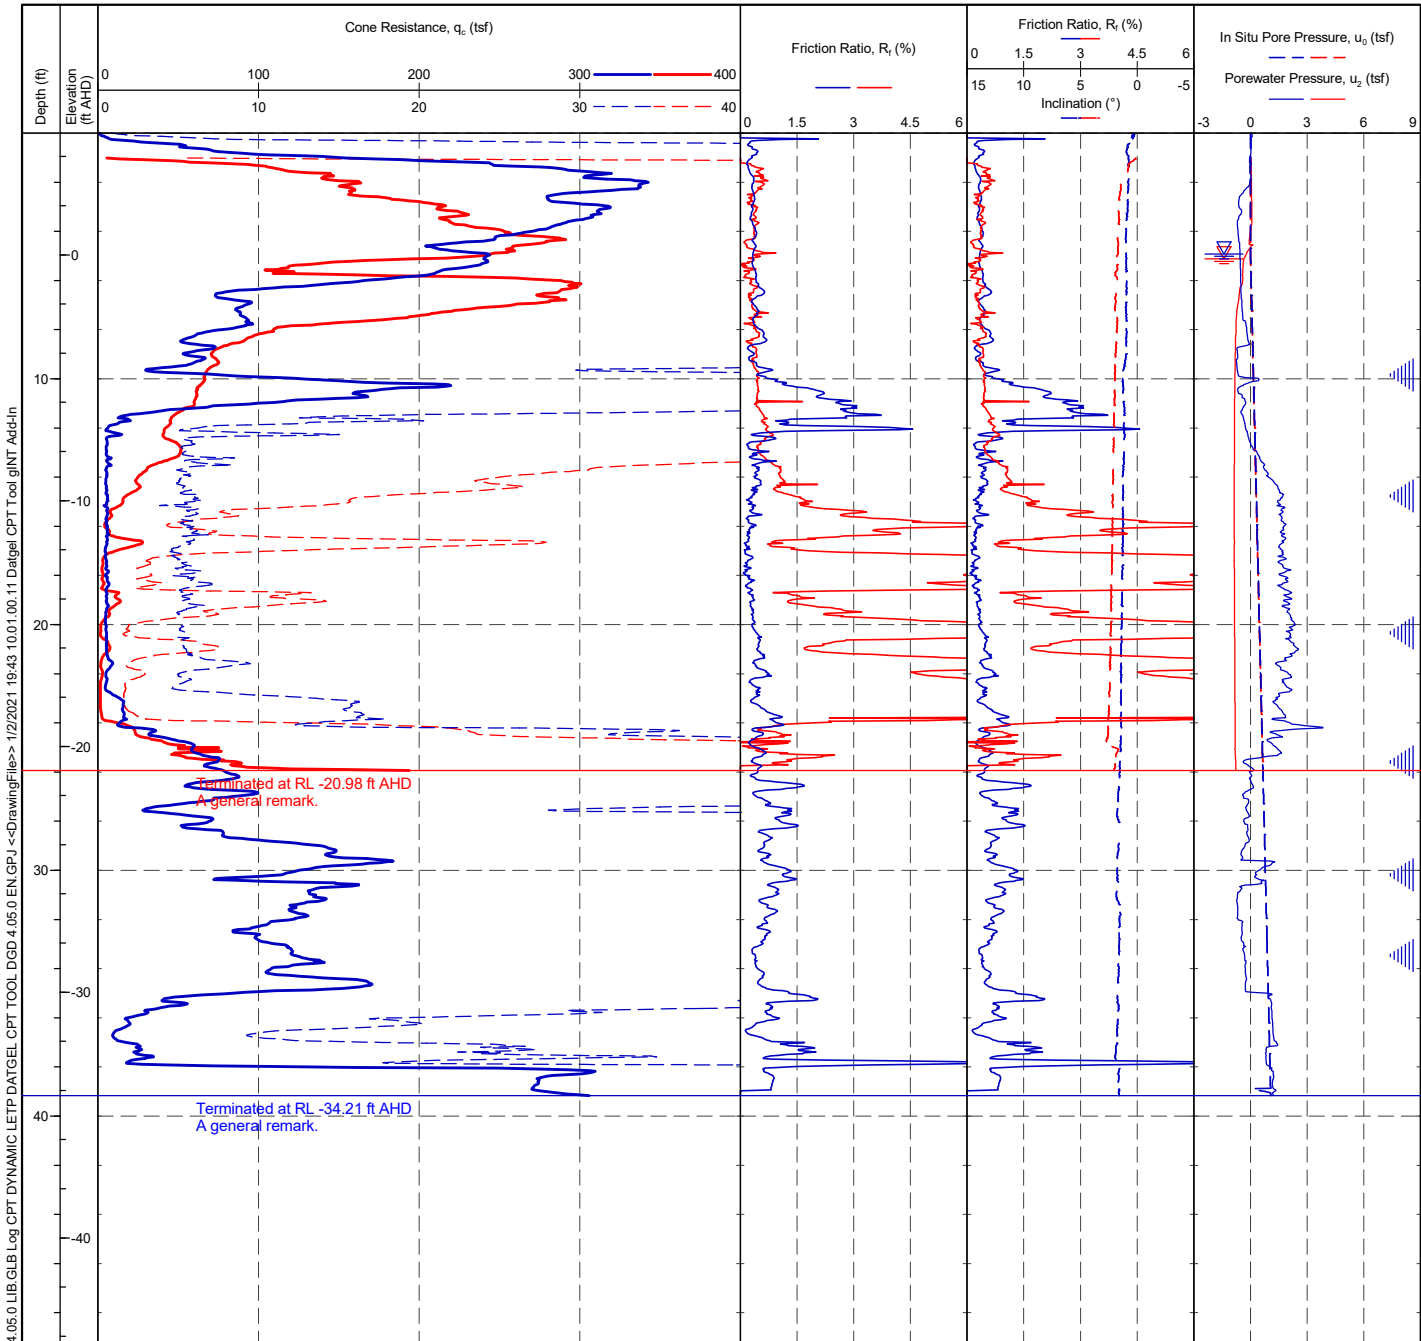 Cone Resistance, qc (tsf)
Friction Ratio, Rf (%)
Friction Ratio, Rf (%)
In Situ Pore Pressure, u0 (tsf)
Porewater Pressure, u2 (tsf)
Depth (ft)
Elevation
(ft AHD)
0 100 200 300 400
0 10 20 30 40
0 1.5 3 4.5 6
0 1.5 3 4.5 6
15 10 5 0 -5
Inclination (°)
-3 0 3 6 9
0
10
-10
20
-20
Terminated at RL -20.98 ft AHD
A general remark.
30
-30
Terminated at RL -34.21 ft AHD
A general remark.
40
-40
4.05.0 LIB.GLB Log CPT DYNAMIC LETP DATGEL CPT TOOL DGD 4.05.0 EN.GPJ <<DrawingFile>> 1/2/2021 19:43 10.01.00.11 Datgel CPT Tool gINT Add-In